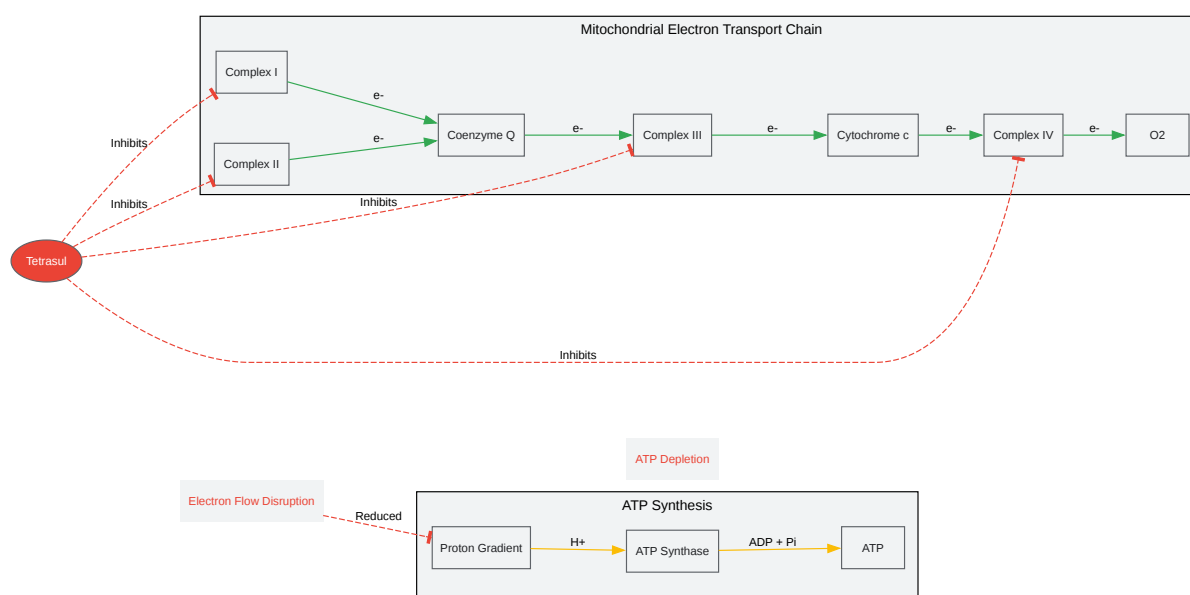 Mitochondrial Electron Transport Chain
Complex I
e-
Inhibits
Coenzyme Q
e-
Complex III
e-
Cytochrome c
e-
Complex IV
e-
O2
e-
Complex II
Inhibits
Inhibits
Tetrasul
Inhibits
ATP Depletion
Electron Flow Disruption
Reduced
ATP Synthesis
Proton Gradient
H+
ATP Synthase
ADP + Pi
ATP